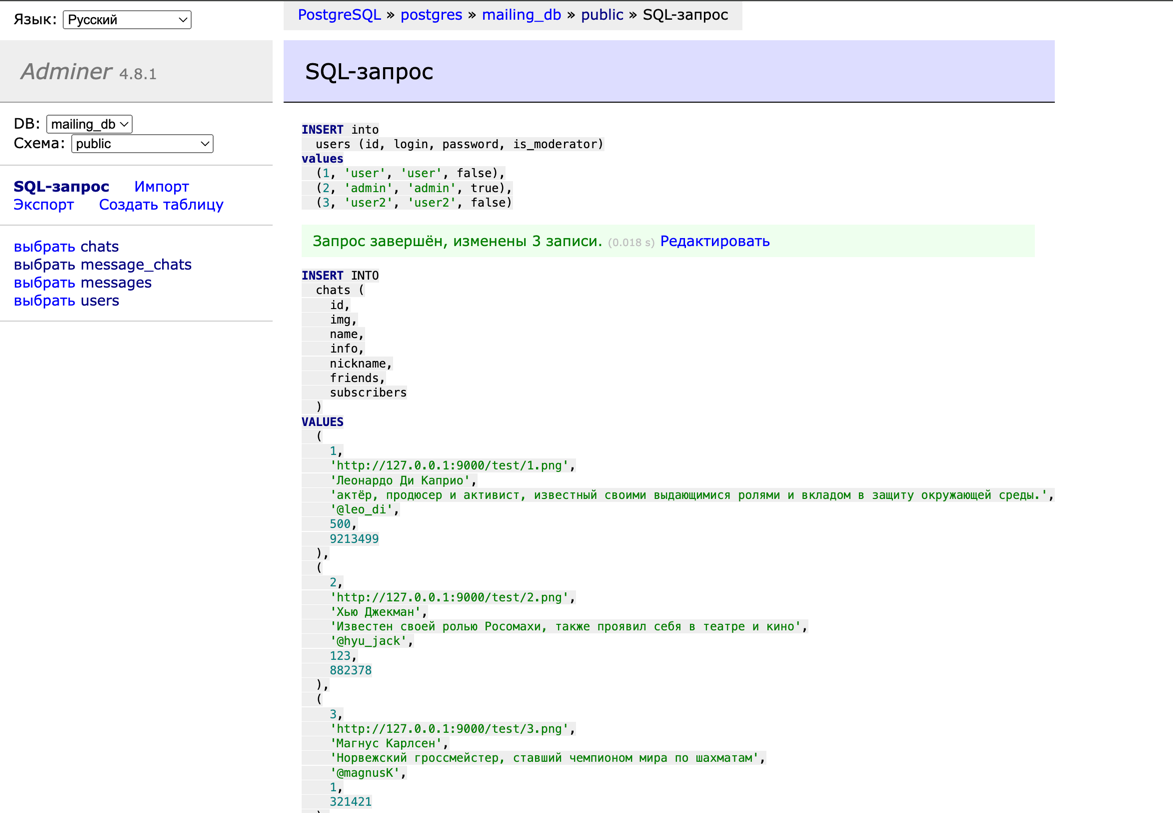 Язык: Русский
Adminer 4.8.1
DB: mailing_db
Схема: public
SQL-запрос Импорт
Экспорт Создать таблицу
выбрать chats
выбрать message_chats
выбрать messages
выбрать users
PostgreSQL » postgres » mailing_db » public » SQL-запрос
SQL-запрос
INSERT into
users (id, login, password, is_moderator)
values
(1, 'user', 'user', false),
(2, 'admin', 'admin', true),
(3, 'user2', 'user2', false)
Запрос завершён, изменены 3 записи. (0.018 s) Редактировать
INSERT INTO
chats (
id,
img,
name,
info,
nickname,
friends,
subscribers
)
VALUES
(
1,
'http://127.0.0.1:9000/test/1.png',
'Леонардо Ди Каприо',
'актёр, продюсер и активист, известный своими выдающимися ролями и вкладом в защиту окружающей среды.',
'@leo_di',
500,
9213499
),
(
2,
'http://127.0.0.1:9000/test/2.png',
'Хью Джекман',
'Известен своей ролью Росомахи, также проявил себя в театре и кино',
'@hyu_jack',
123,
882378
),
(
3,
'http://127.0.0.1:9000/test/3.png',
'Магнус Карлсен',
'Норвежский гроссмейстер, ставший чемпионом мира по шахматам',
'@magnusK',
1,
321421